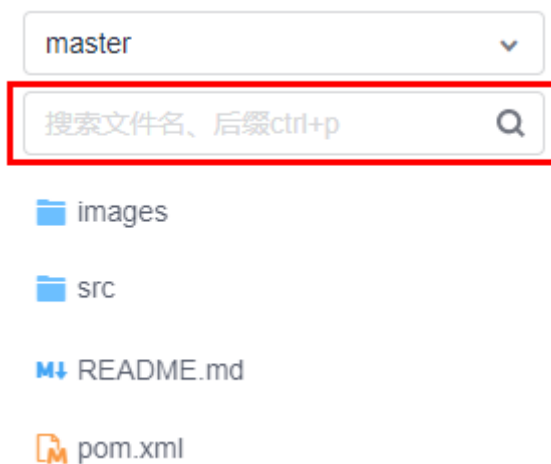 master
搜索文件名、后缀ctrl+p
images
src
M↓ README.md
pom.xml